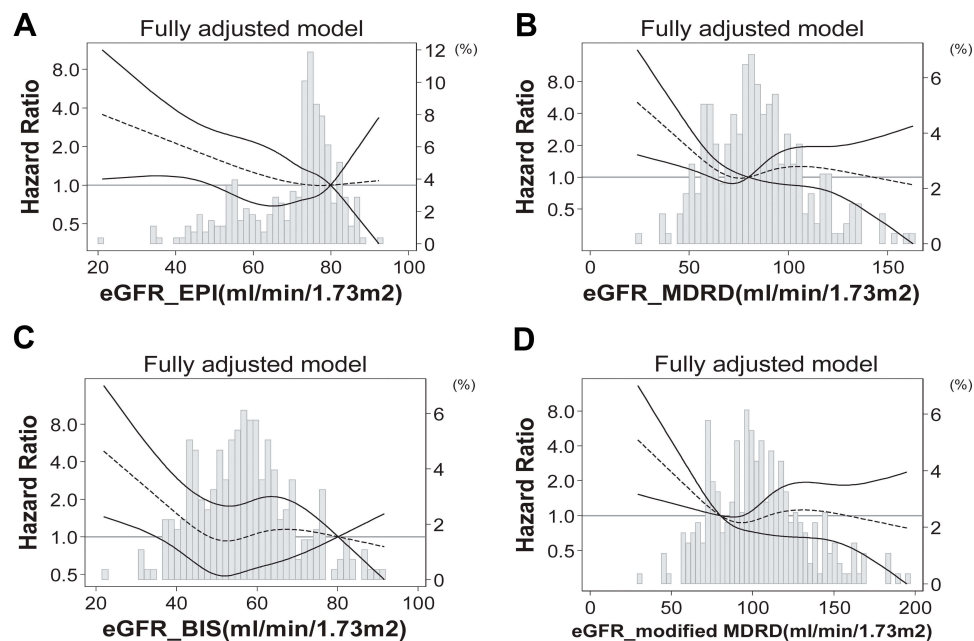 A
Fully adjusted model
(%)
Hazard Ratio
8.0
4.0
2.0
1.0
0.5
12
10
8
6
4
2
0
20 40 60 80 100
eGFR_EPI(ml/min/1.73m2)
B
Fully adjusted model
(%)
Hazard Ratio
8.0
4.0
2.0
1.0
0.5
6
4
2
0
0 50 100 150
eGFR_MDRD(ml/min/1.73m2)
C
Fully adjusted model
(%)
Hazard Ratio
8.0
4.0
2.0
1.0
0.5
6
4
2
0
20 40 60 80 100
eGFR_BIS(ml/min/1.73m2)
D
Fully adjusted model
(%)
Hazard Ratio
8.0
4.0
2.0
1.0
0.5
6
4
2
0
0 50 100 150 200
eGFR_modified MDRD(ml/min/1.73m2)